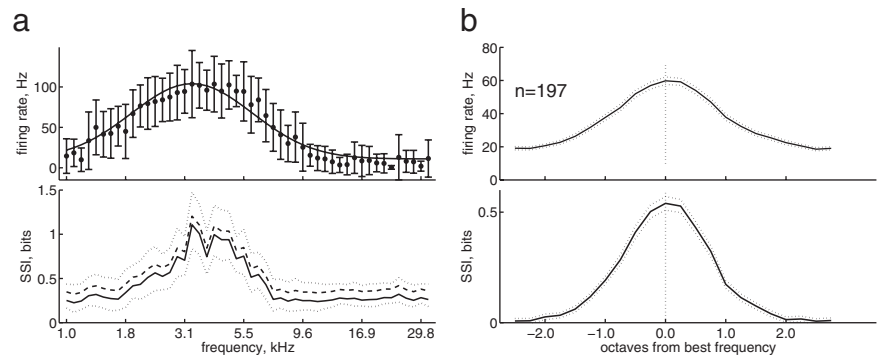 a
firing rate, Hz
100
50
0
SSI, bits
1.5
1
0.5
0
1.0 1.8 3.1 5.5 9.6 16.9 29.8
frequency, kHz
b
firing rate, Hz
80
60
40
20
0
n=197
SSI, bits
0.5
0
−2.0 −1.0 0.0 1.0 2.0
octaves from best frequency